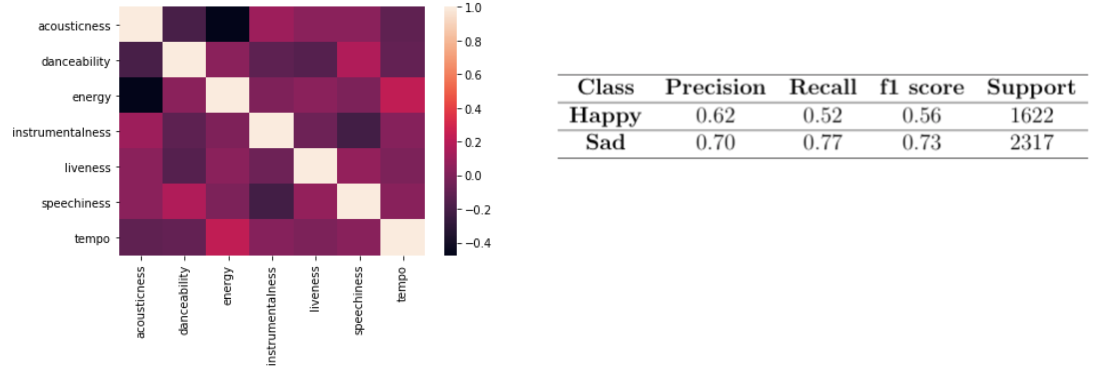 acousticness
danceability
energy
instrumentalness
liveness
speechiness
tempo
acousticness
danceability
energy
instrumentalness
liveness
speechiness
tempo
1.0
0.8
0.6
0.4
0.2
0.0
−0.2
−0.4
Class Precision Recall f1 score Support
Happy 0.62 0.52 0.56 1622
Sad 0.70 0.77 0.73 2317